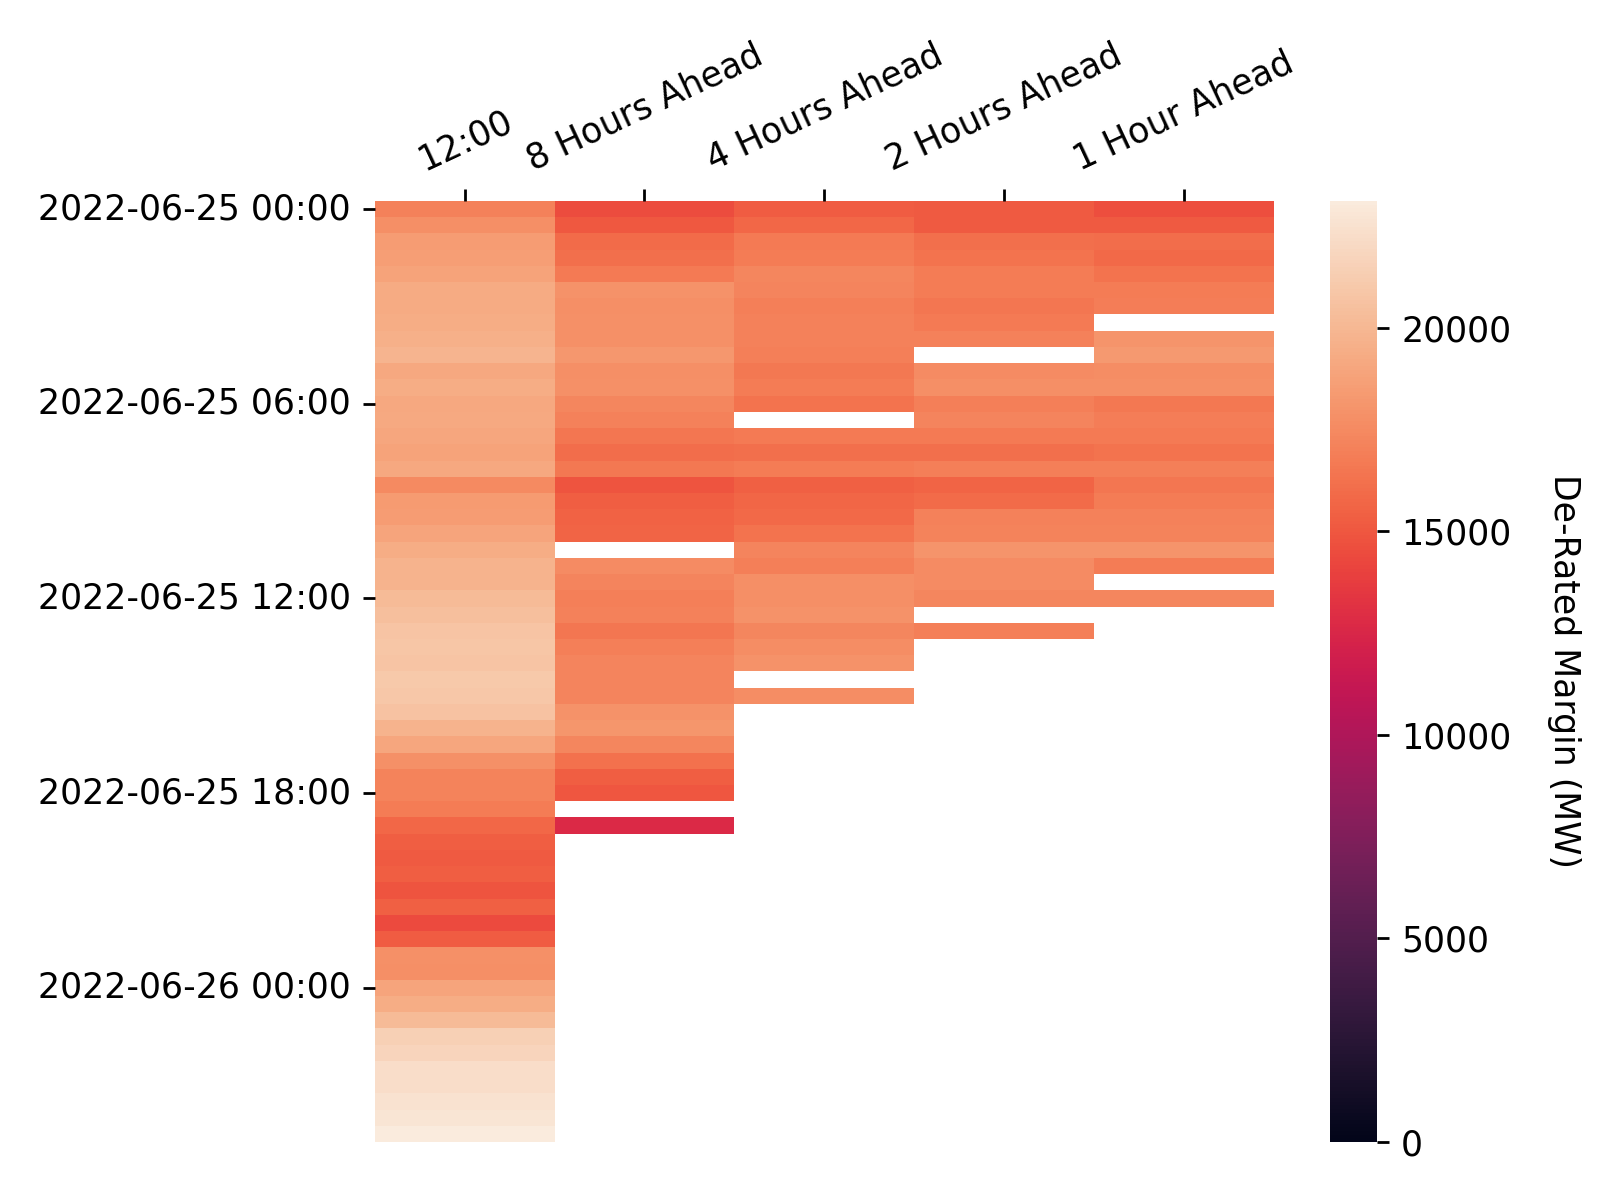 12:00
8 Hours Ahead
4 Hours Ahead
2 Hours Ahead
1 Hour Ahead
2022-06-25 00:00
2022-06-25 06:00
2022-06-25 12:00
2022-06-25 18:00
2022-06-26 00:00
20000
15000
10000
5000
0
De-Rated Margin (MW)